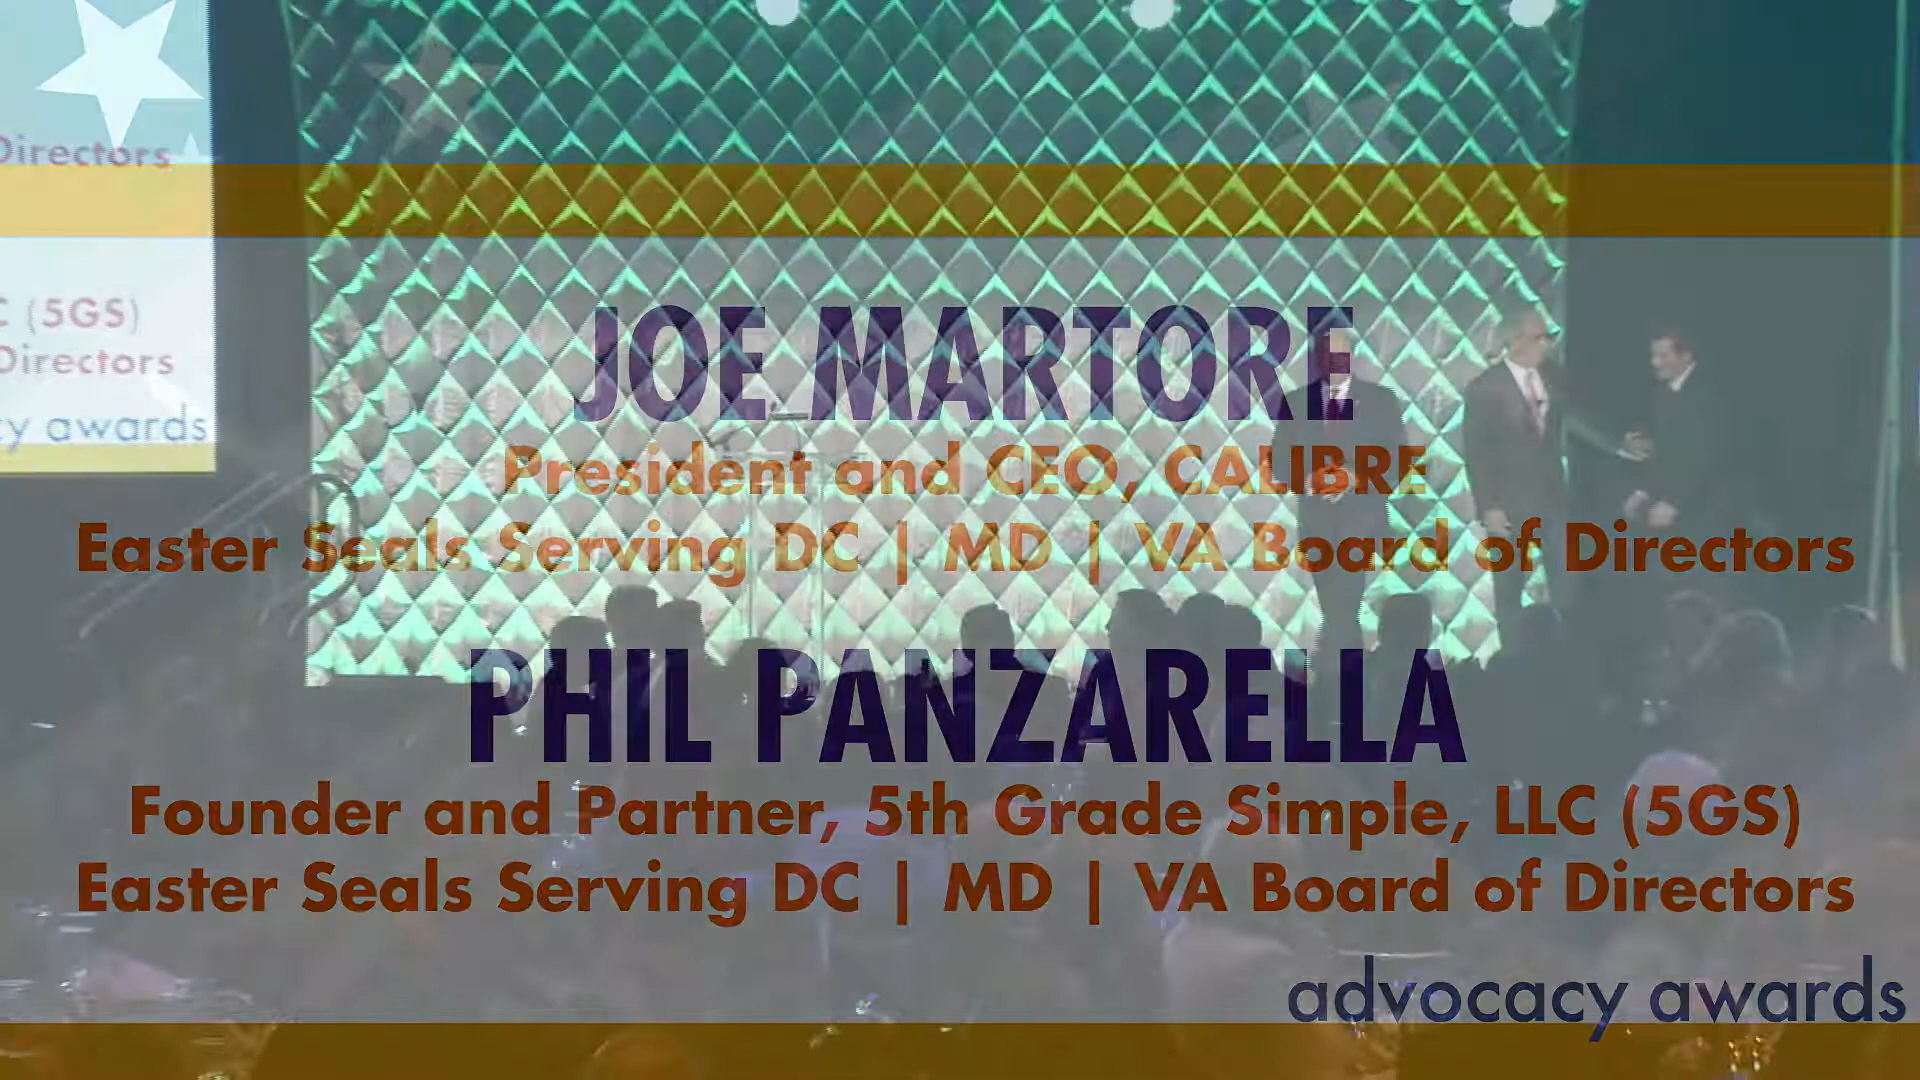 Directors
C (5GS)
Directors
cy awards
JOE MARTORE
President and CEO, CALIBRE
Easter Seals Serving DC | MD | VA Board of Directors
PHIL PANZARELLA
Founder and Partner, 5th Grade Simple, LLC (5GS)
Easter Seals Serving DC | MD | VA Board of Directors
advocacy awards